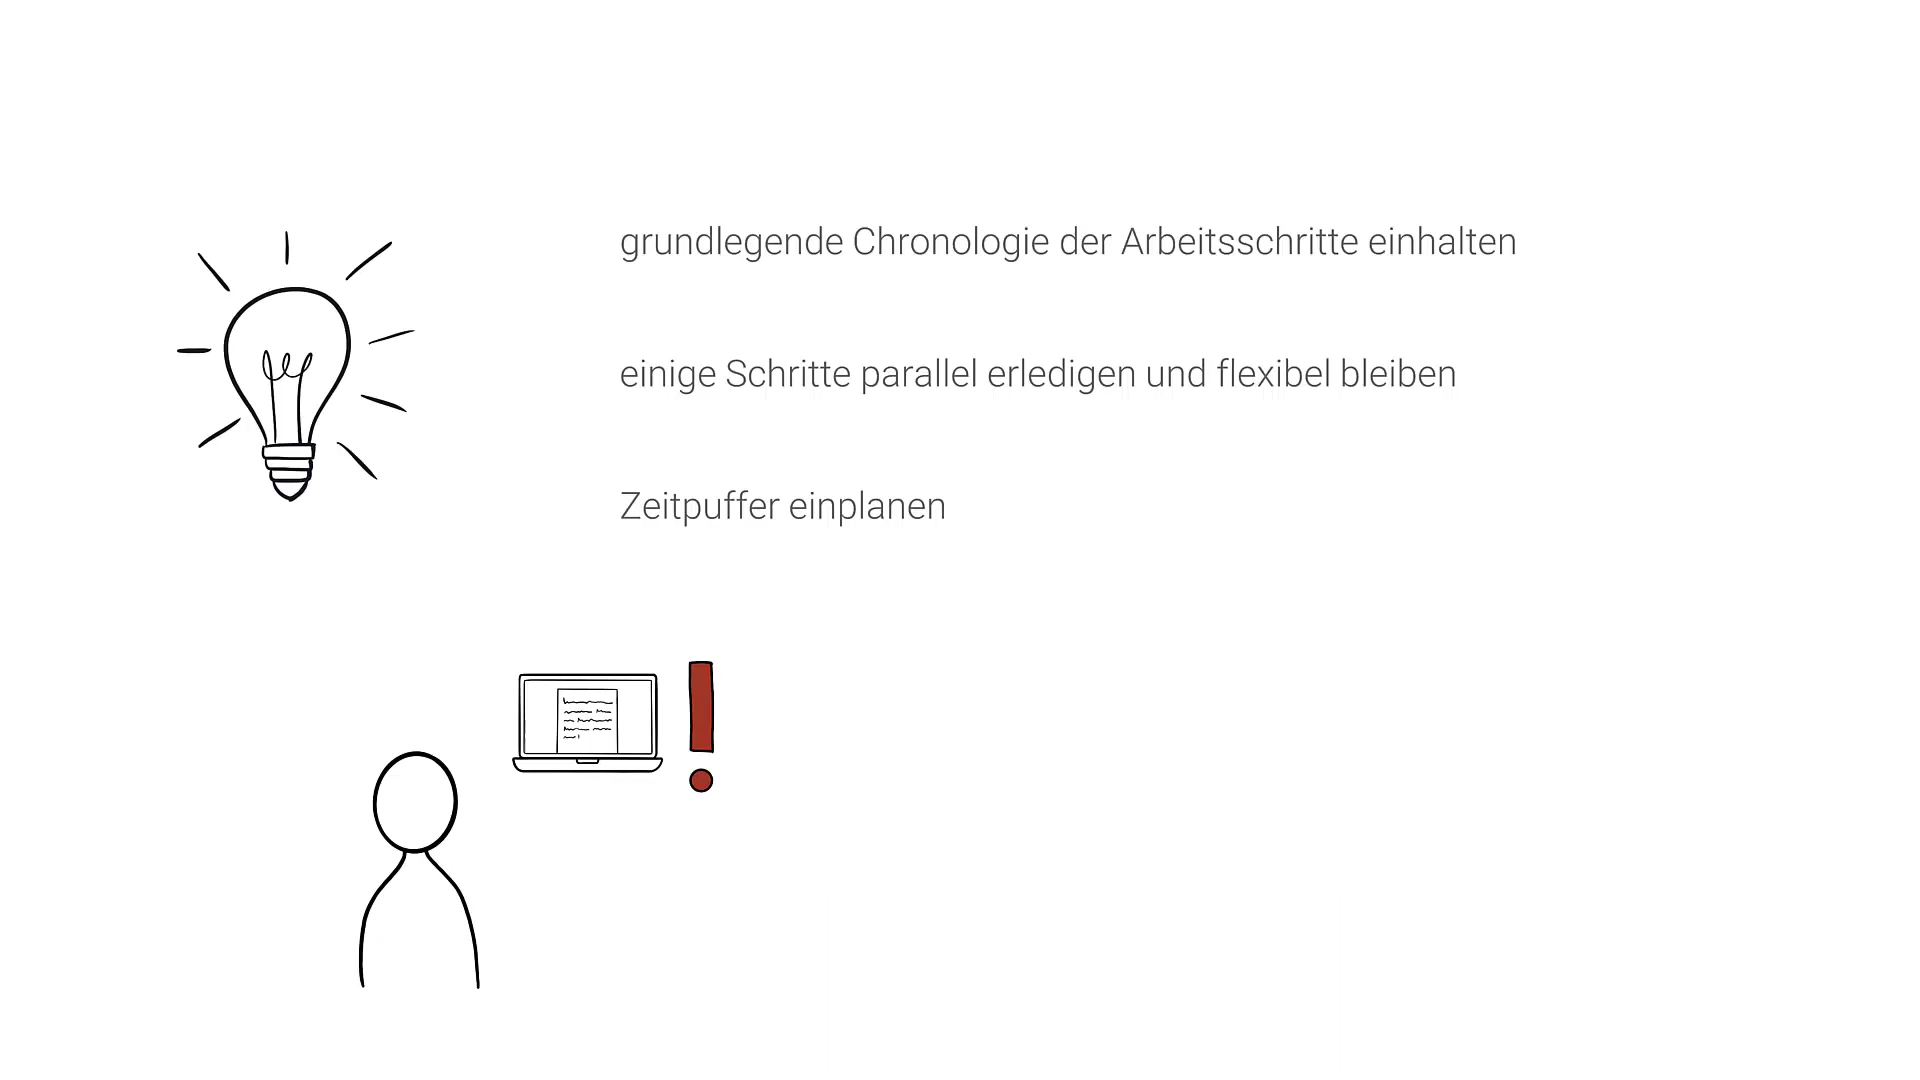 grundlegende Chronologie der Arbeitsschritte einhalten
einige Schritte parallel erledigen und flexibel bleiben
Zeitpuffer einplanen